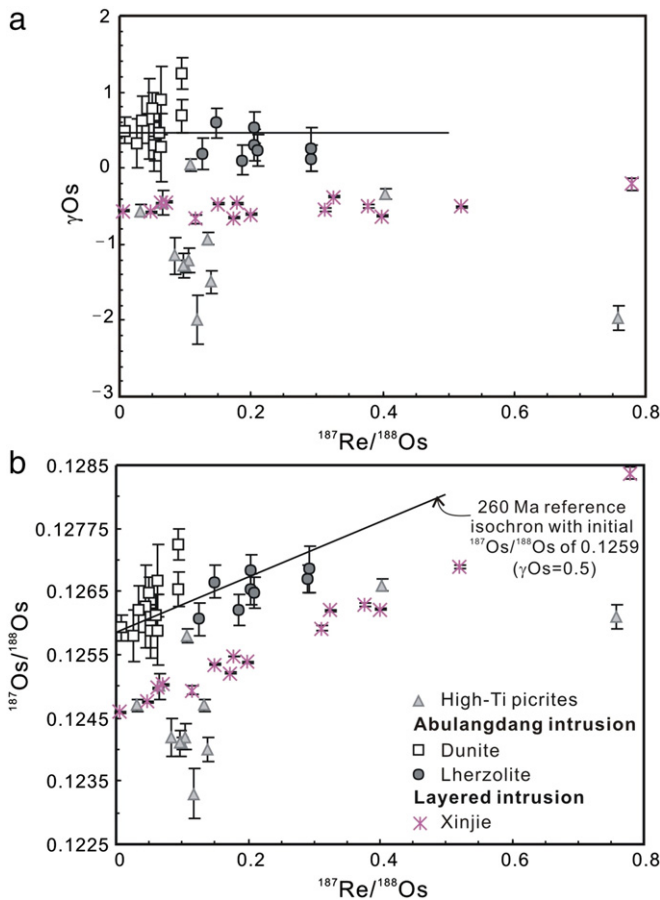 a
2
1
0
−1
−2
−3
γOs
0
0.2
0.4
0.6
0.8
¹⁸⁷Re/¹⁸⁸Os
b
0.1285
0.12775
0.1265
0.1255
0.1245
0.1235
0.1225
¹⁸⁷Os/¹⁸⁸Os
260 Ma reference
isochron with initial
¹⁸⁷Os/¹⁸⁸Os of 0.1259
(γOs=0.5)
High-Ti picrites
Abulangdang intrusion
Dunite
Lherzolite
Layered intrusion
Xinjie
0
0.2
0.4
0.6
0.8
¹⁸⁷Re/¹⁸⁸Os